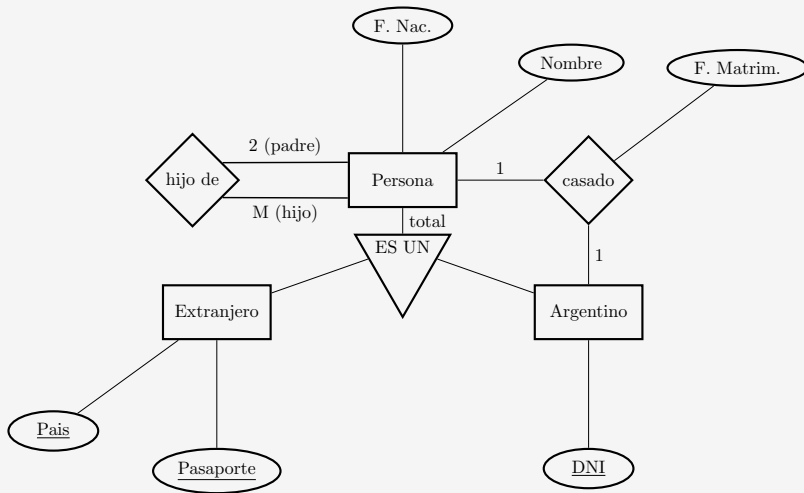 F. Nac.
Nombre
F. Matrim.
2 (padre)
hijo de
Persona
1
casado
M (hijo)
total
ES UN
1
Extranjero
Argentino
Pais
Pasaporte
DNI